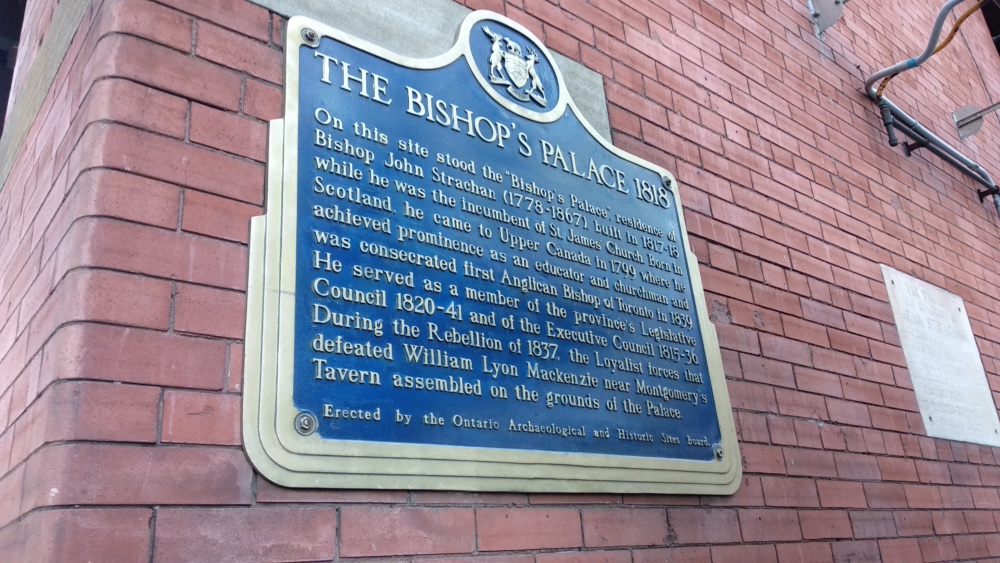 THE BISHOP'S PALACE 1818
On this site stood the "Bishop's Palace" residence of
Bishop John Strachan (1778-1867), built in 1817-18
while he was the incumbent of St. James Church. Born in
Scotland, he came to Upper Canada in 1799 where he
achieved prominence as an educator and churchman and
was consecrated first Anglican Bishop of Toronto in 1839.
He served as a member of the province's Legislative
Council 1820-41 and of the Executive Council 1815-36.
During the Rebellion of 1837, the Loyalist forces that
defeated William Lyon Mackenzie near Montgomery's
Tavern assembled on the grounds of the Palace.
Erected by the Ontario Archaeological and Historic Sites Board.